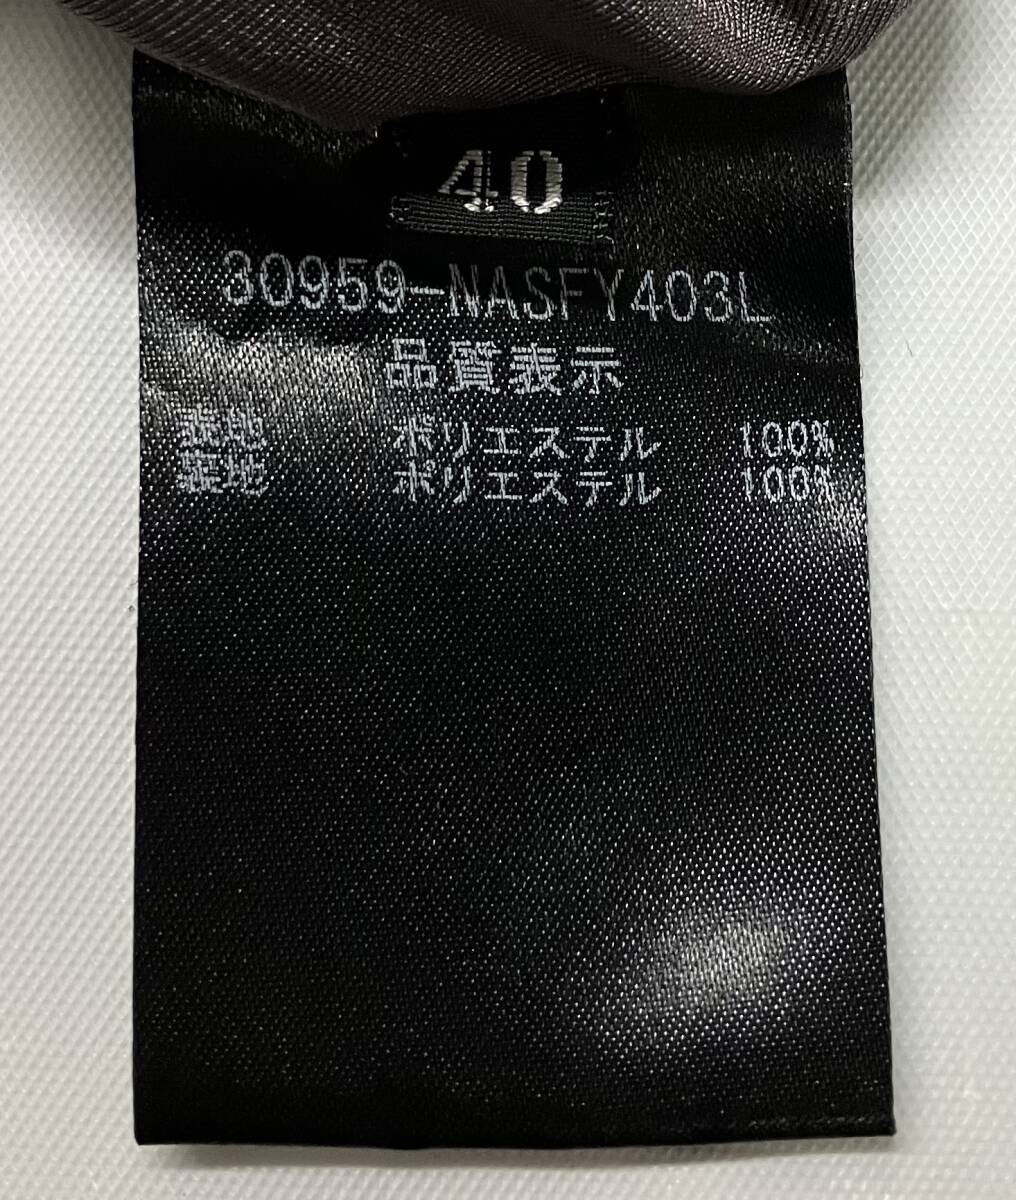 40
30959-NASFY403L
品質表示
表地 ポリエステル 100%
裏地 ポリエステル 100%